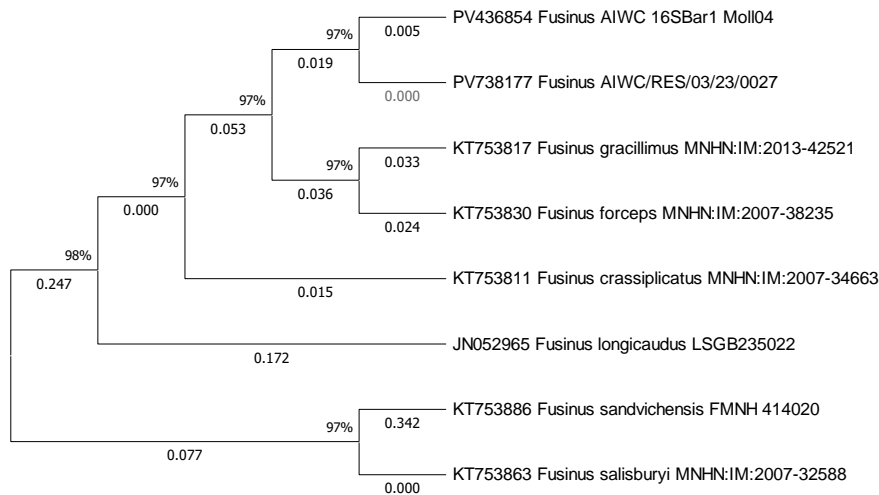 PV436854 Fusinus AIWC 16SBar1 Moll04
97%
0.005
0.019
PV738177 Fusinus AIWC/RES/03/23/0027
0.000
97%
0.053
KT753817 Fusinus gracillimus MNHN:IM:2013-42521
97%
0.033
0.036
97%
0.000
KT753830 Fusinus forceps MNHN:IM:2007-38235
0.024
98%
0.247
KT753811 Fusinus crassiplicatus MNHN:IM:2007-34663
0.015
JN052965 Fusinus longicaudus LSGB235022
0.172
KT753886 Fusinus sandvichensis FMNH 414020
97%
0.342
0.077
KT753863 Fusinus salisburyi MNHN:IM:2007-32588
0.000